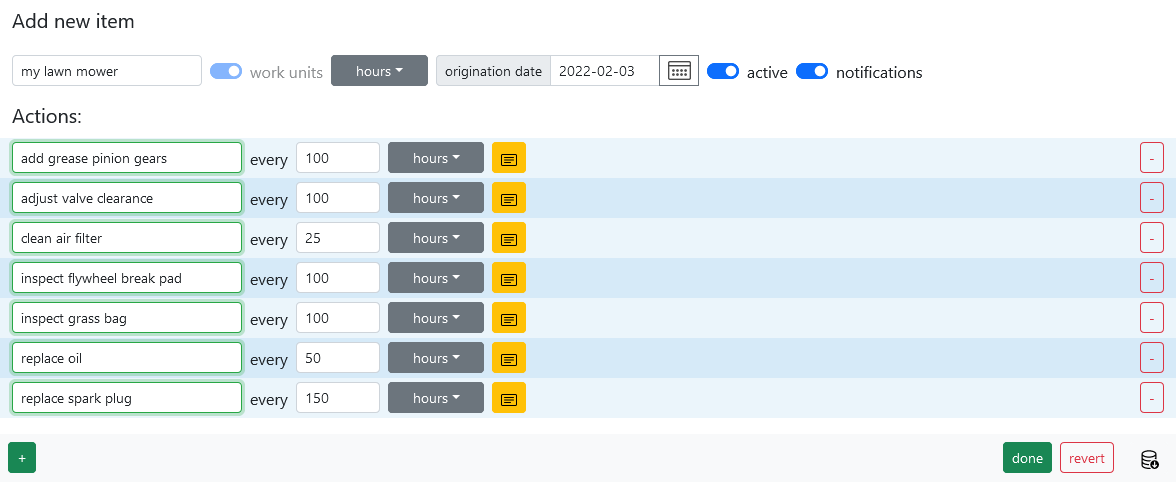 Add new item
my lawn mower work units hours origination date 2022-02-03 active notifications
Actions:
add grease pinion gears every 100 hours -
adjust valve clearance every 100 hours -
clean air filter every 25 hours -
inspect flywheel break pad every 100 hours -
inspect grass bag every 100 hours -
replace oil every 50 hours -
replace spark plug every 150 hours -
+ done revert